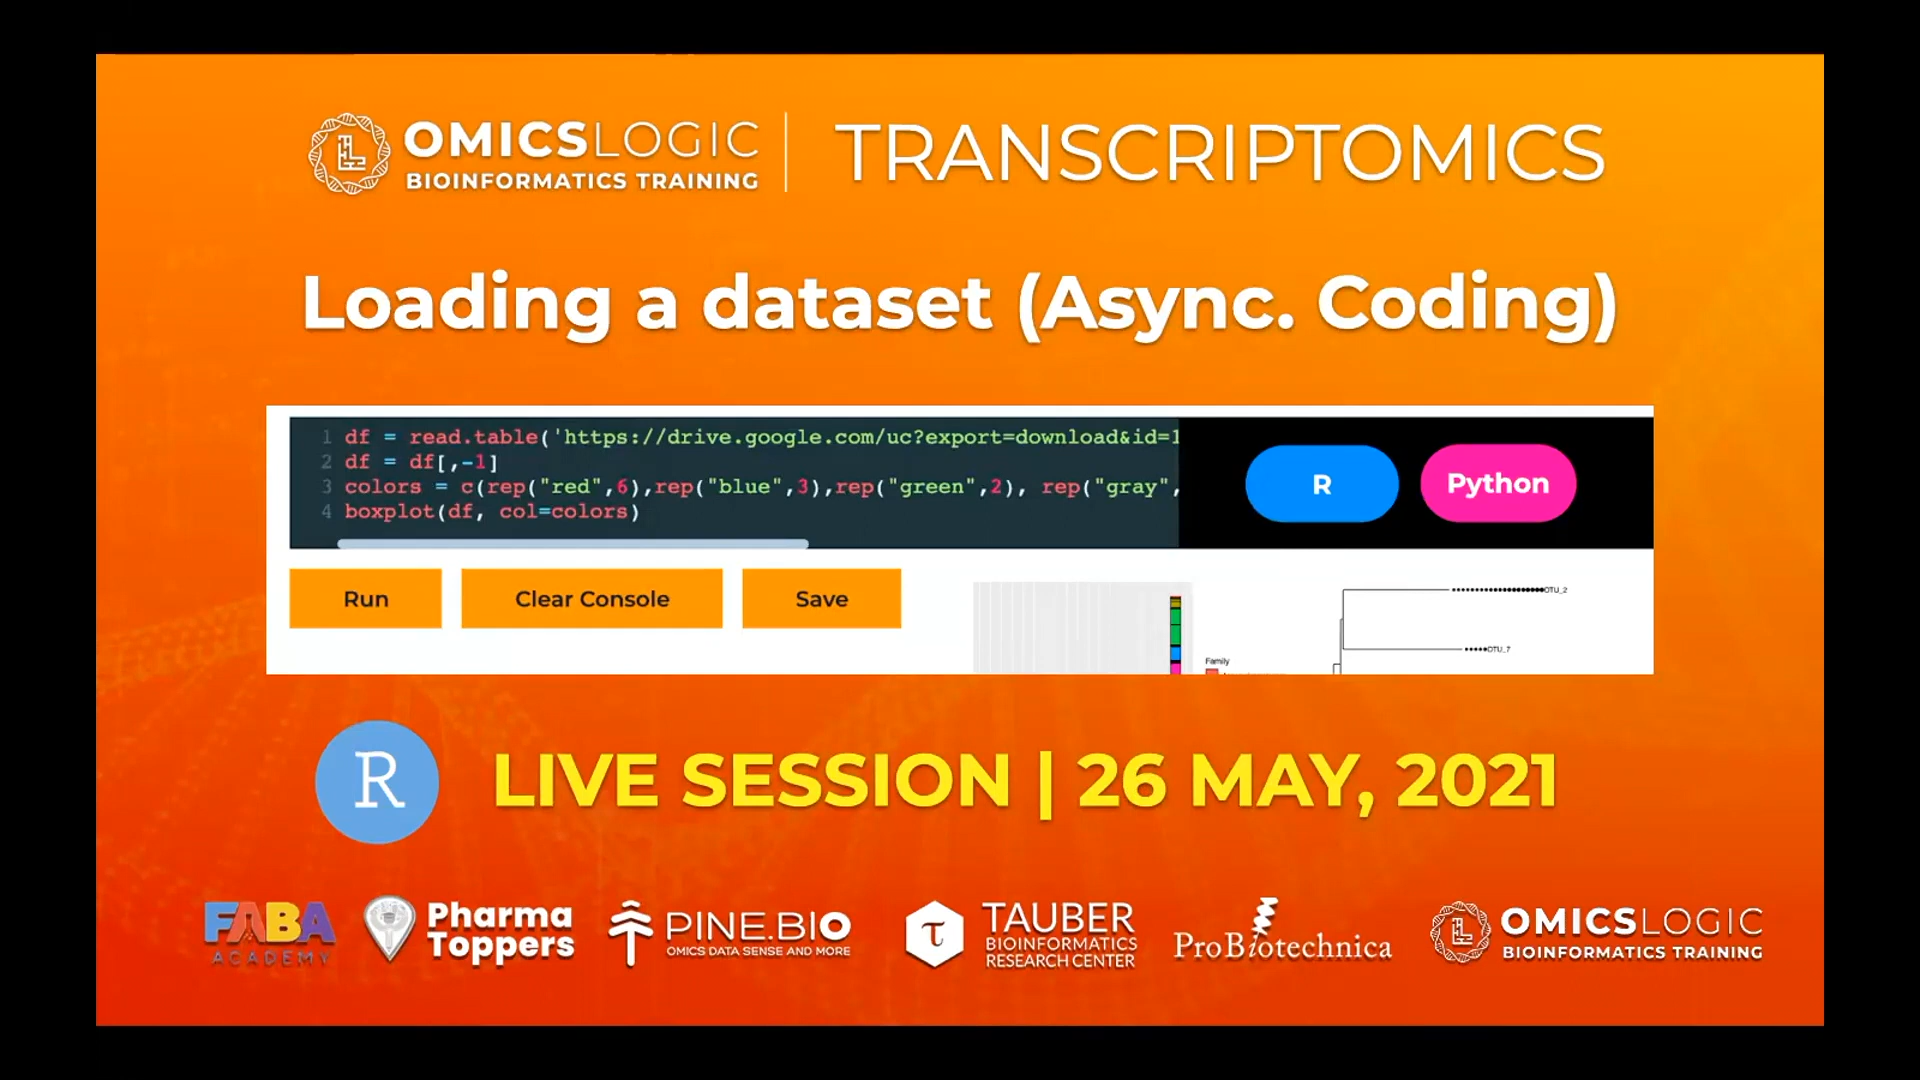 OMICSLOGIC
BIOINFORMATICS TRAINING
TRANSCRIPTOMICS
Loading a dataset (Async. Coding)
1 df = read.table('https://drive.google.com/uc?export=download&id=1
2 df = df[,-1]
3 colors = c(rep("red",6),rep("blue",3),rep("green",2), rep("gray",
4 boxplot(df, col=colors)
R
Python
Run
Clear Console
Save
OTU_2
OTU_7
Family
R
LIVE SESSION | 26 MAY, 2021
FABA
ACADEMY
Pharma
Toppers
PINE.BIO
OMICS DATA SENSE AND MORE
τ
TAUBER
BIOINFORMATICS
RESEARCH CENTER
ProBiotechnica
OMICSLOGIC
BIOINFORMATICS TRAINING